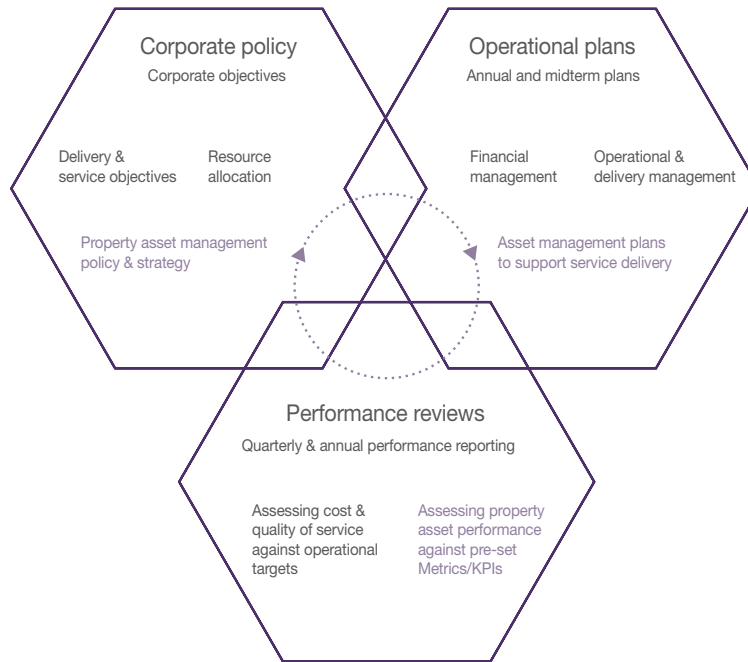 Corporate policy
Corporate objectives
Delivery &
service objectives
Resource
allocation
Property asset management
policy & strategy
Operational plans
Annual and midterm plans
Financial
management
Operational &
delivery management
Asset management plans
to support service delivery
Performance reviews
Quarterly & annual performance reporting
Assessing cost &
quality of service
against operational
targets
Assessing property
asset performance
against pre-set
Metrics/KPIs